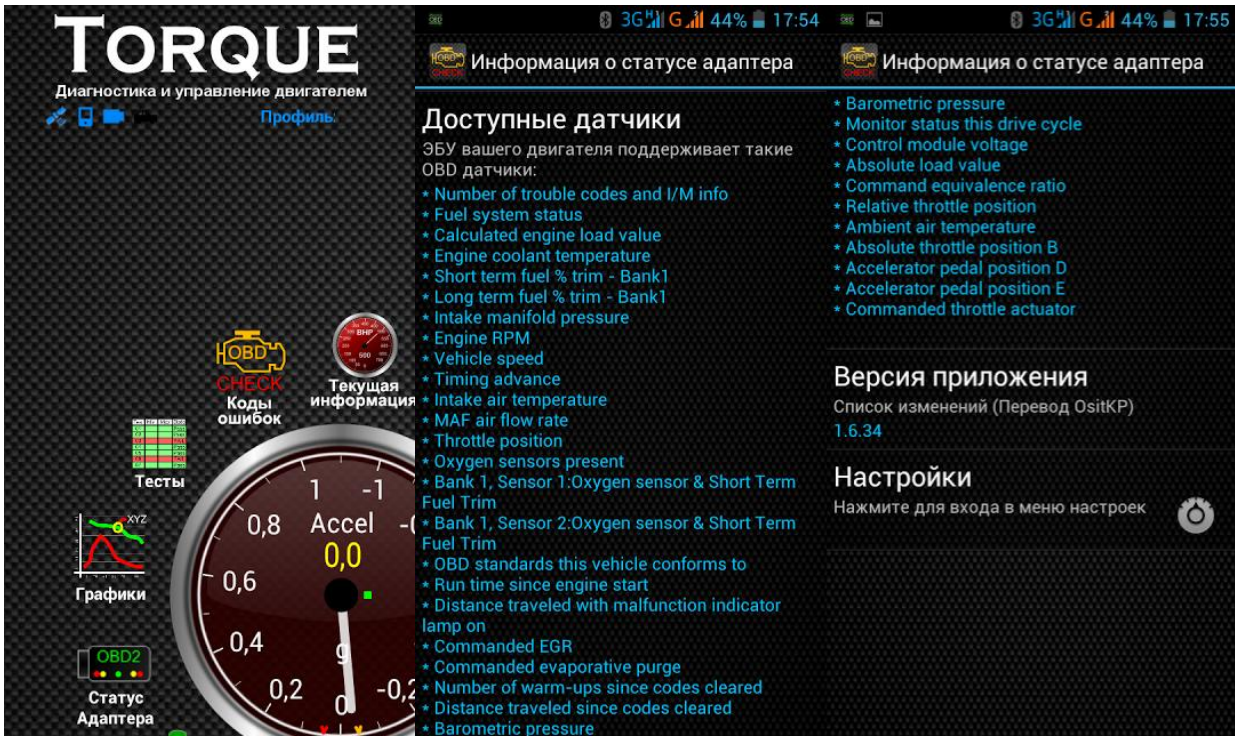 TORQUE
Диагностика и управление двигателем
Профиль:
OBD
CHECK
Коды
ошибок
BHP
Текущая
информация
Тесты
XYZ
Графики
OBD2
Статус
Адаптера
1 -1
0,8 Accel
0,0
0,6
0,4
g
0,2 0 -0,2
3G H G 44% 17:54
OBD
CHECK
Информация о статусе адаптера
Доступные датчики
ЭБУ вашего двигателя поддерживает такие
OBD датчики:
* Number of trouble codes and I/M info
* Fuel system status
* Calculated engine load value
* Engine coolant temperature
* Short term fuel % trim - Bank1
* Long term fuel % trim - Bank1
* Intake manifold pressure
* Engine RPM
* Vehicle speed
* Timing advance
* Intake air temperature
* MAF air flow rate
* Throttle position
* Oxygen sensors present
* Bank 1, Sensor 1:Oxygen sensor & Short Term
Fuel Trim
* Bank 1, Sensor 2:Oxygen sensor & Short Term
Fuel Trim
* OBD standards this vehicle conforms to
* Run time since engine start
* Distance traveled with malfunction indicator
lamp on
* Commanded EGR
* Commanded evaporative purge
* Number of warm-ups since codes cleared
* Distance traveled since codes cleared
* Barometric pressure
3G H G 44% 17:55
OBD
CHECK
Информация о статусе адаптера
* Barometric pressure
* Monitor status this drive cycle
* Control module voltage
* Absolute load value
* Command equivalence ratio
* Relative throttle position
* Ambient air temperature
* Absolute throttle position B
* Accelerator pedal position D
* Accelerator pedal position E
* Commanded throttle actuator
Версия приложения
Список изменений (Перевод OsitKP)
1.6.34
Настройки
Нажмите для входа в меню настроек